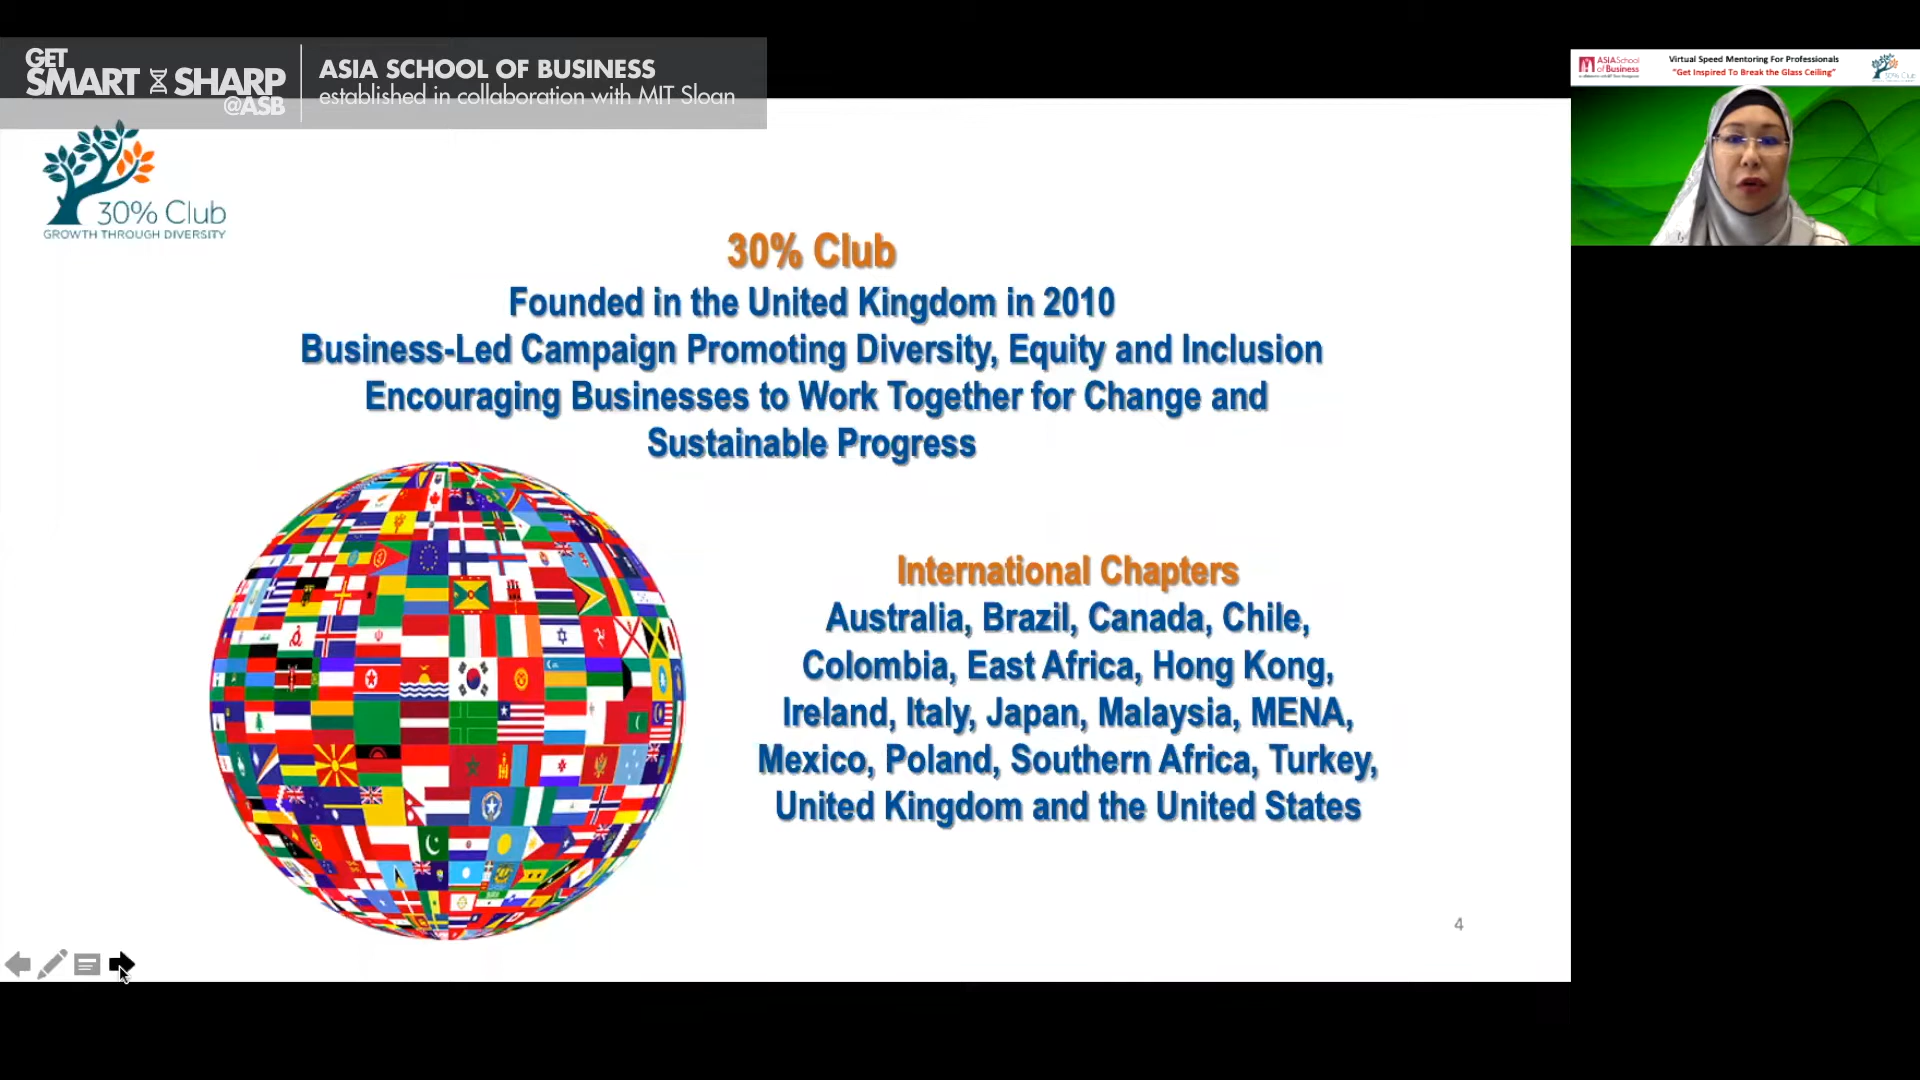 GET
SMART SHARP
@ASB
ASIA SCHOOL OF BUSINESS
established in collaboration with MIT Sloan
30% Club
GROWTH THROUGH DIVERSITY
30% Club
Founded in the United Kingdom in 2010
Business-Led Campaign Promoting Diversity, Equity and Inclusion
Encouraging Businesses to Work Together for Change and
Sustainable Progress
International Chapters
Australia, Brazil, Canada, Chile,
Colombia, East Africa, Hong Kong,
Ireland, Italy, Japan, Malaysia, MENA,
Mexico, Poland, Southern Africa, Turkey,
United Kingdom and the United States
4
ASIA School
of Business
Virtual Speed Mentoring For Professionals
"Get Inspired To Break the Glass Ceiling"
30% Club